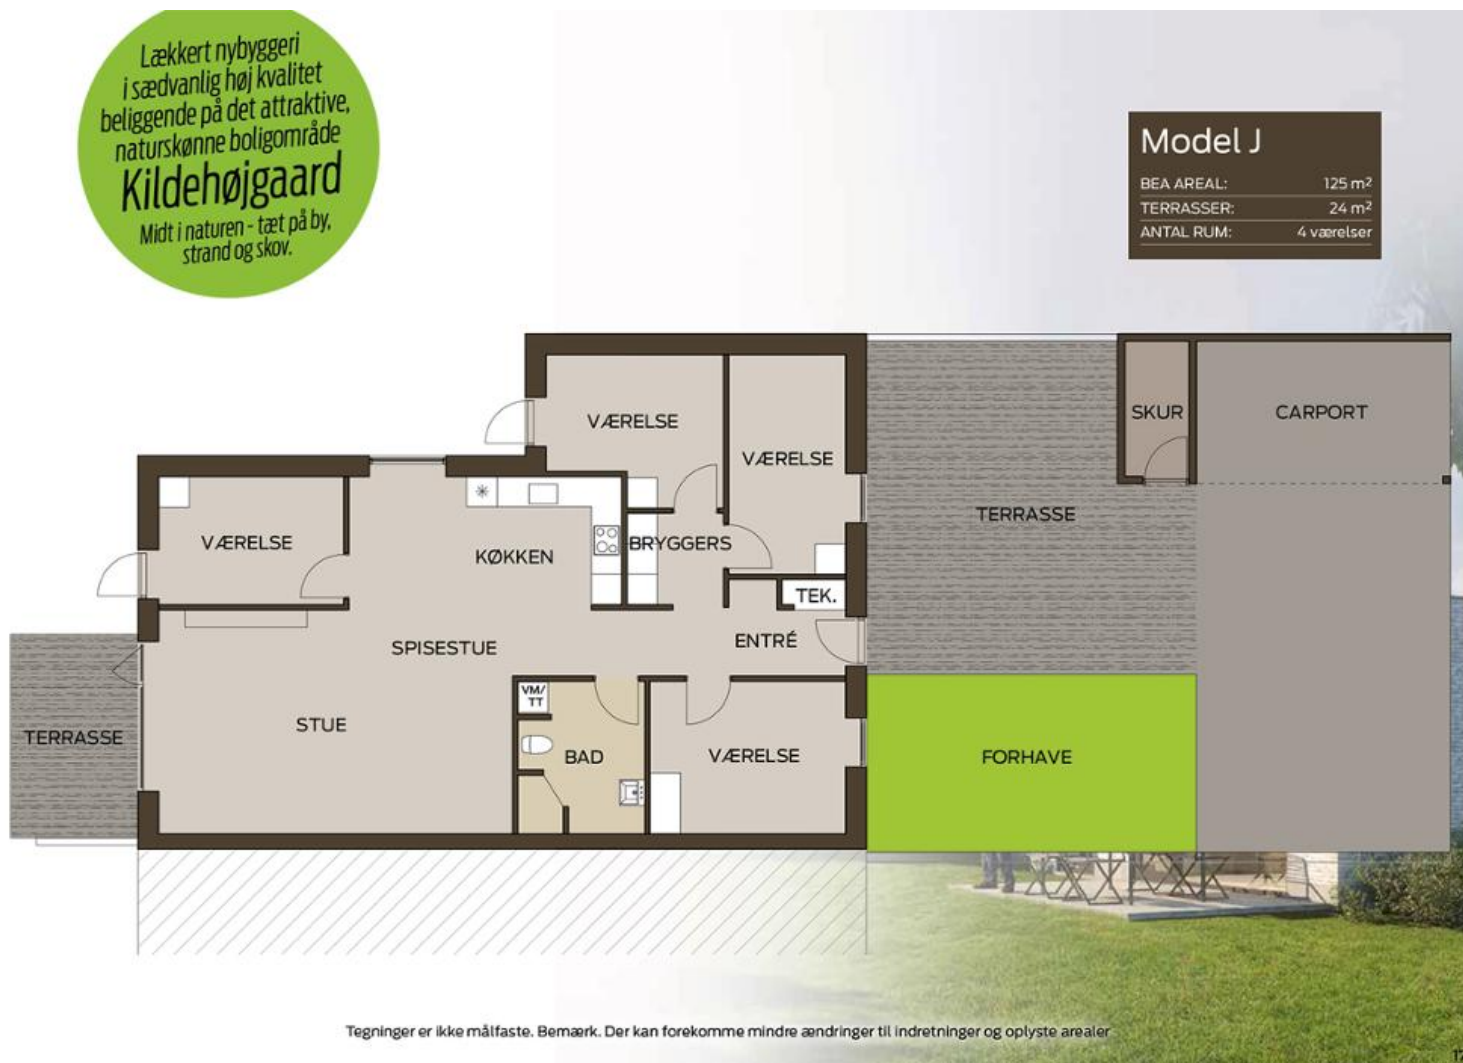 Lækkert nybyggeri
i sædvanlig høj kvalitet
beliggende på det attraktive,
naturskønne boligområde
Kildehøjgaard
Midt i naturen - tæt på by,
strand og skov.
Model J
BEA AREAL: 125 m²
TERRASSER: 24 m²
ANTAL RUM: 4 værelser
VÆRELSE
VÆRELSE
SKUR
CARPORT
TERRASSE
VÆRELSE
KØKKEN
BRYGGERS
TEK.
ENTRÉ
SPISESTUE
VM/
TT
STUE
TERRASSE
BAD
VÆRELSE
FORHAVE
Tegninger er ikke målfaste. Bemærk. Der kan forekomme mindre ændringer til indretninger og oplyste arealer